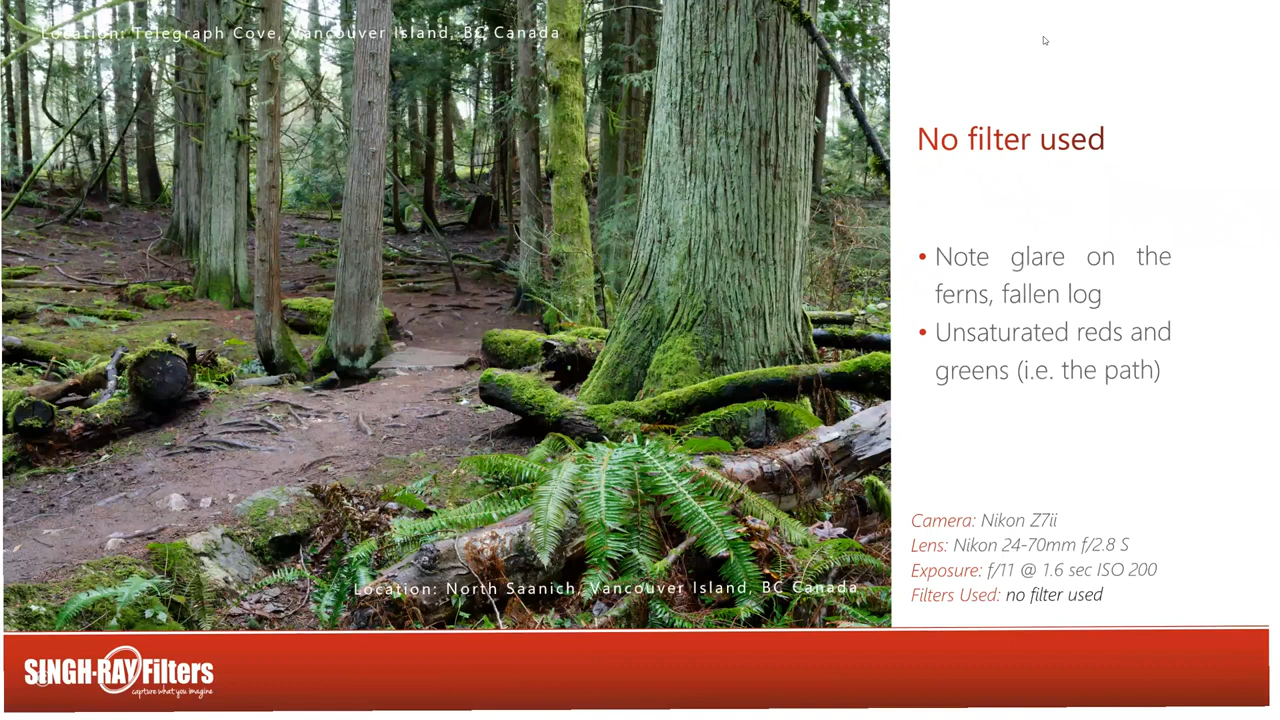 Location: Telegraph Cove, Vancouver Island, BC Canada
No filter used
• Note glare on the
ferns, fallen log
• Unsaturated reds and
greens (i.e. the path)
Camera: Nikon Z7ii
Lens: Nikon 24-70mm f/2.8 S
Exposure: f/11 @ 1.6 sec ISO 200
Filters Used: no filter used
Location: North Saanich, Vancouver Island, BC Canada
SINGH-RAY Filters
capture what you imagine